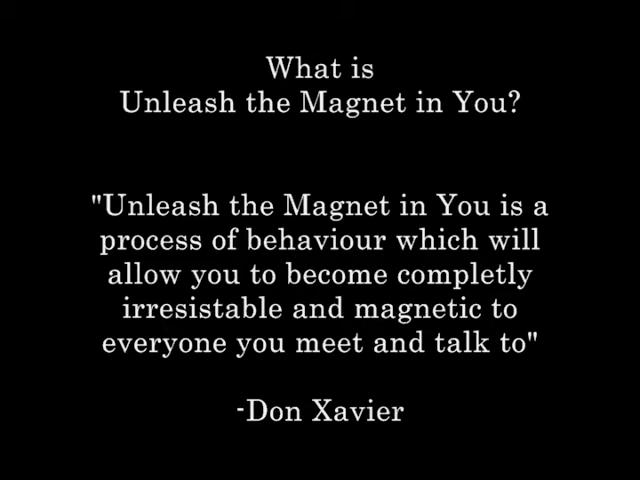 What is
Unleash the Magnet in You?
"Unleash the Magnet in You is a
process of behaviour which will
allow you to become completly
irresistable and magnetic to
everyone you meet and talk to"
-Don Xavier